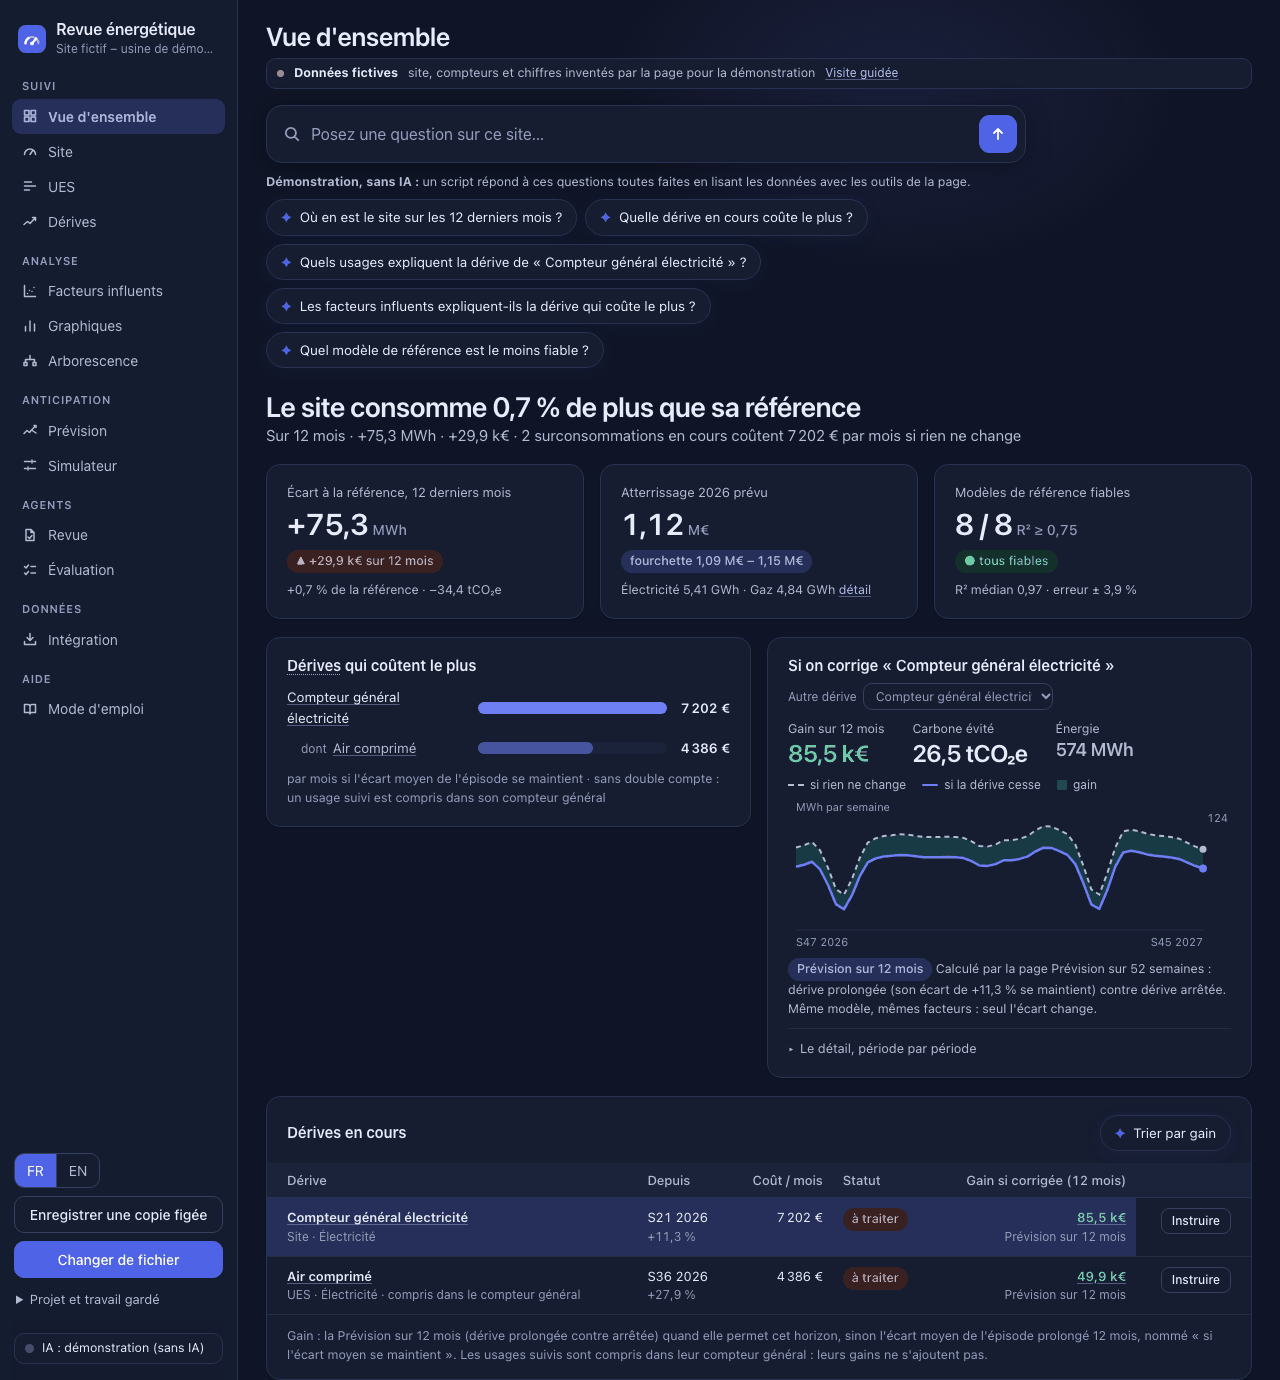 Revue énergétique
Site fictif – usine de démo...
SUIVI
Vue d'ensemble
Site
UES
Dérives
ANALYSE
Facteurs influents
Graphiques
Arborescence
ANTICIPATION
Prévision
Simulateur
AGENTS
Revue
Évaluation
DONNÉES
Intégration
AIDE
Mode d'emploi
FR EN
Enregistrer une copie figée
Changer de fichier
Projet et travail gardé
IA : démonstration (sans IA)
Vue d'ensemble
Données fictives site, compteurs et chiffres inventés par la page pour la démonstration Visite guidée
Posez une question sur ce site...
Démonstration, sans IA : un script répond à ces questions toutes faites en lisant les données avec les outils de la page.
Où en est le site sur les 12 derniers mois ? Quelle dérive en cours coûte le plus ?
Quels usages expliquent la dérive de « Compteur général électricité » ?
Les facteurs influents expliquent-ils la dérive qui coûte le plus ?
Quel modèle de référence est le moins fiable ?
Le site consomme 0,7 % de plus que sa référence
Sur 12 mois · +75,3 MWh · +29,9 k€ · 2 surconsommations en cours coûtent 7 202 € par mois si rien ne change
Écart à la référence, 12 derniers mois
+75,3 MWh
+29,9 k€ sur 12 mois
+0,7 % de la référence · −34,4 tCO₂e
Atterrissage 2026 prévu
1,12 M€
fourchette 1,09 M€ – 1,15 M€
Électricité 5,41 GWh · Gaz 4,84 GWh détail
Modèles de référence fiables
8 / 8 R² ≥ 0,75
tous fiables
R² médian 0,97 · erreur ± 3,9 %
Dérives qui coûtent le plus
Compteur général
électricité
7 202 €
dont Air comprimé 4 386 €
par mois si l'écart moyen de l'épisode se maintient · sans double compte :
un usage suivi est compris dans son compteur général
Si on corrige « Compteur général électricité »
Autre dérive Compteur général électrici
Gain sur 12 mois Carbone évité Énergie
85,5 k€ 26,5 tCO₂e 574 MWh
si rien ne change si la dérive cesse gain
MWh par semaine
124
S47 2026 S45 2027
Prévision sur 12 mois Calculé par la page Prévision sur 52 semaines :
dérive prolongée (son écart de +11,3 % se maintient) contre dérive arrêtée.
Même modèle, mêmes facteurs : seul l'écart change.
Le détail, période par période
Dérives en cours
Trier par gain
Dérive Depuis Coût / mois Statut Gain si corrigée (12 mois)
Compteur général électricité S21 2026 7 202 € à traiter 85,5 k€ Instruire
Site · Électricité +11,3 % Prévision sur 12 mois
Air comprimé S36 2026 4 386 € à traiter 49,9 k€ Instruire
UES · Électricité · compris dans le compteur général +27,9 % Prévision sur 12 mois
Gain : la Prévision sur 12 mois (dérive prolongée contre arrêtée) quand elle permet cet horizon, sinon l'écart moyen de l'épisode prolongé 12 mois, nommé « si
l'écart moyen se maintient ». Les usages suivis sont compris dans leur compteur général : leurs gains ne s'ajoutent pas.